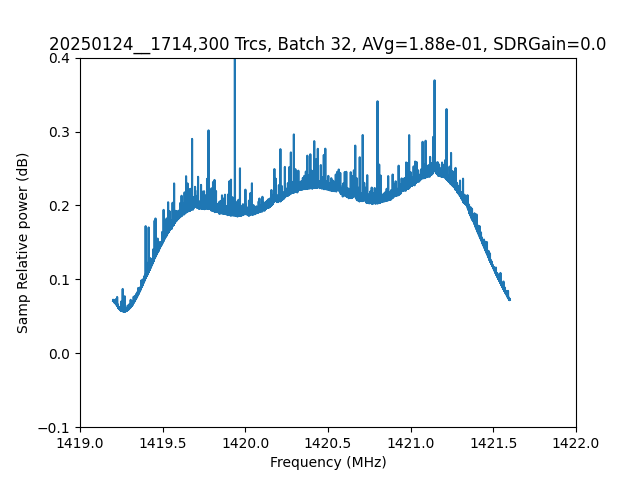 20250124__1714,300 Trcs, Batch 32, AVg=1.88e-01, SDRGain=0.0
0.4
0.3
0.2
0.1
0.0
−0.1
Samp Relative power (dB)
1419.0 1419.5 1420.0 1420.5 1421.0 1421.5 1422.0
Frequency (MHz)